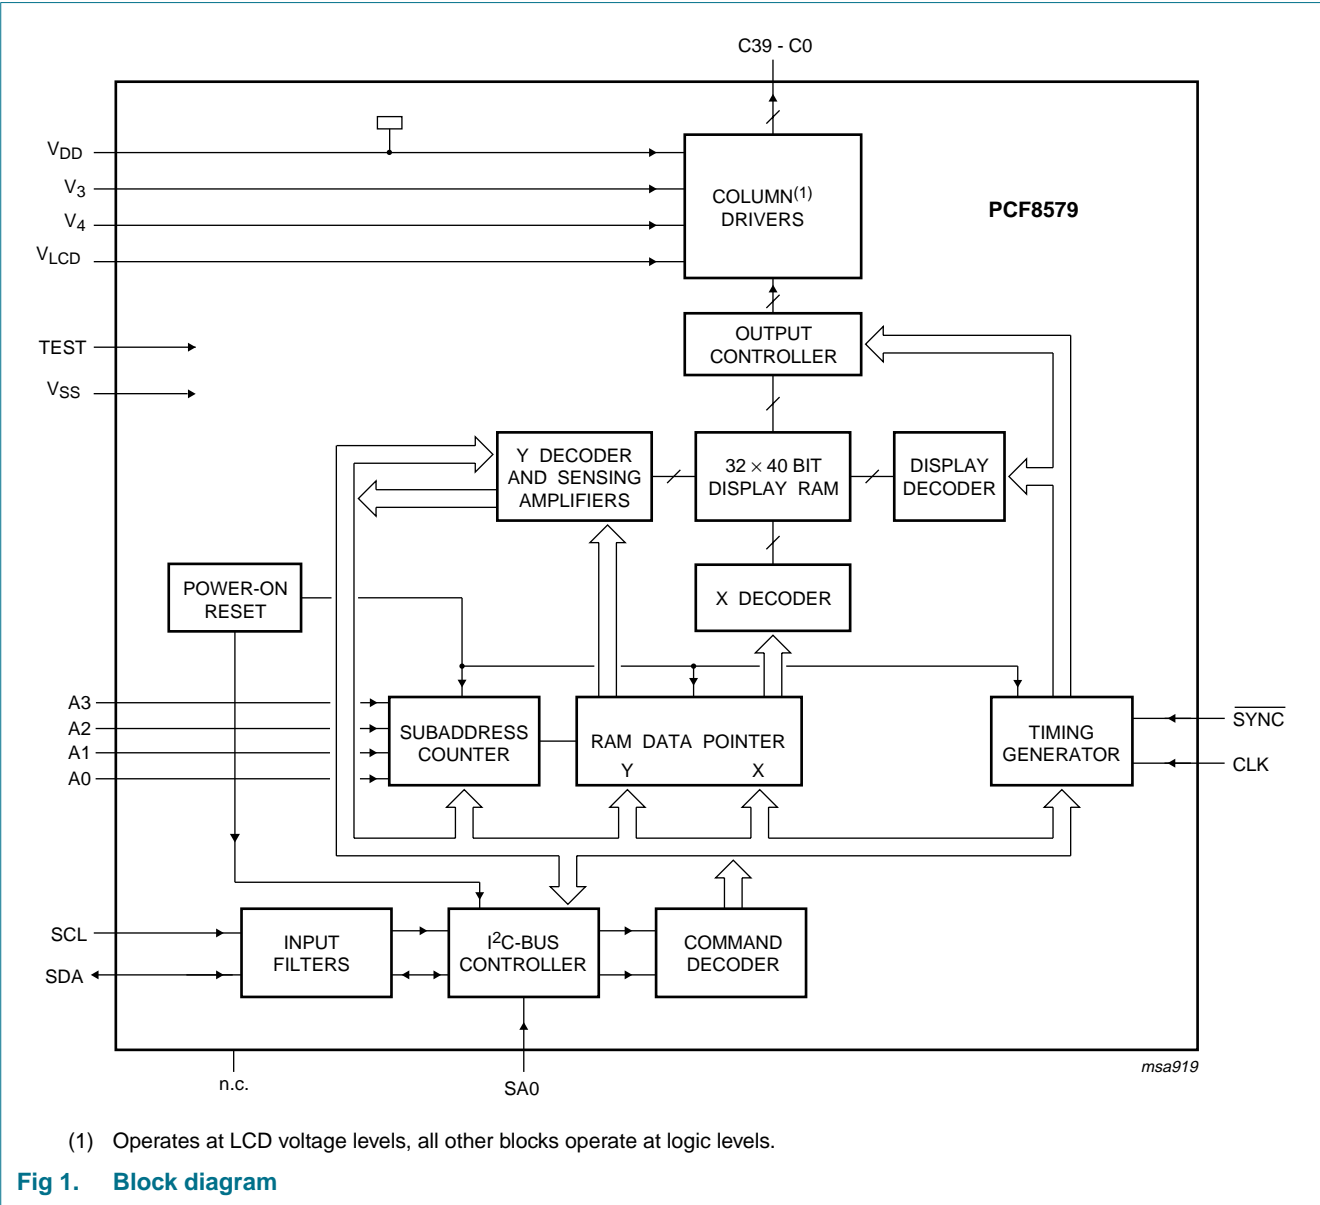 C39 - C0
VDD
V3
V4
VLCD
COLUMN(1)
DRIVERS
PCF8579
TEST
VSS
OUTPUT
CONTROLLER
Y DECODER
AND SENSING
AMPLIFIERS
32 × 40 BIT
DISPLAY RAM
DISPLAY
DECODER
POWER-ON
RESET
X DECODER
A3
A2
A1
A0
SUBADDRESS
COUNTER
RAM DATA POINTER
Y X
TIMING
GENERATOR
SYNC
CLK
SCL
SDA
INPUT
FILTERS
I2C-BUS
CONTROLLER
COMMAND
DECODER
n.c.
SA0
msa919
(1) Operates at LCD voltage levels, all other blocks operate at logic levels.
Fig 1. Block diagram